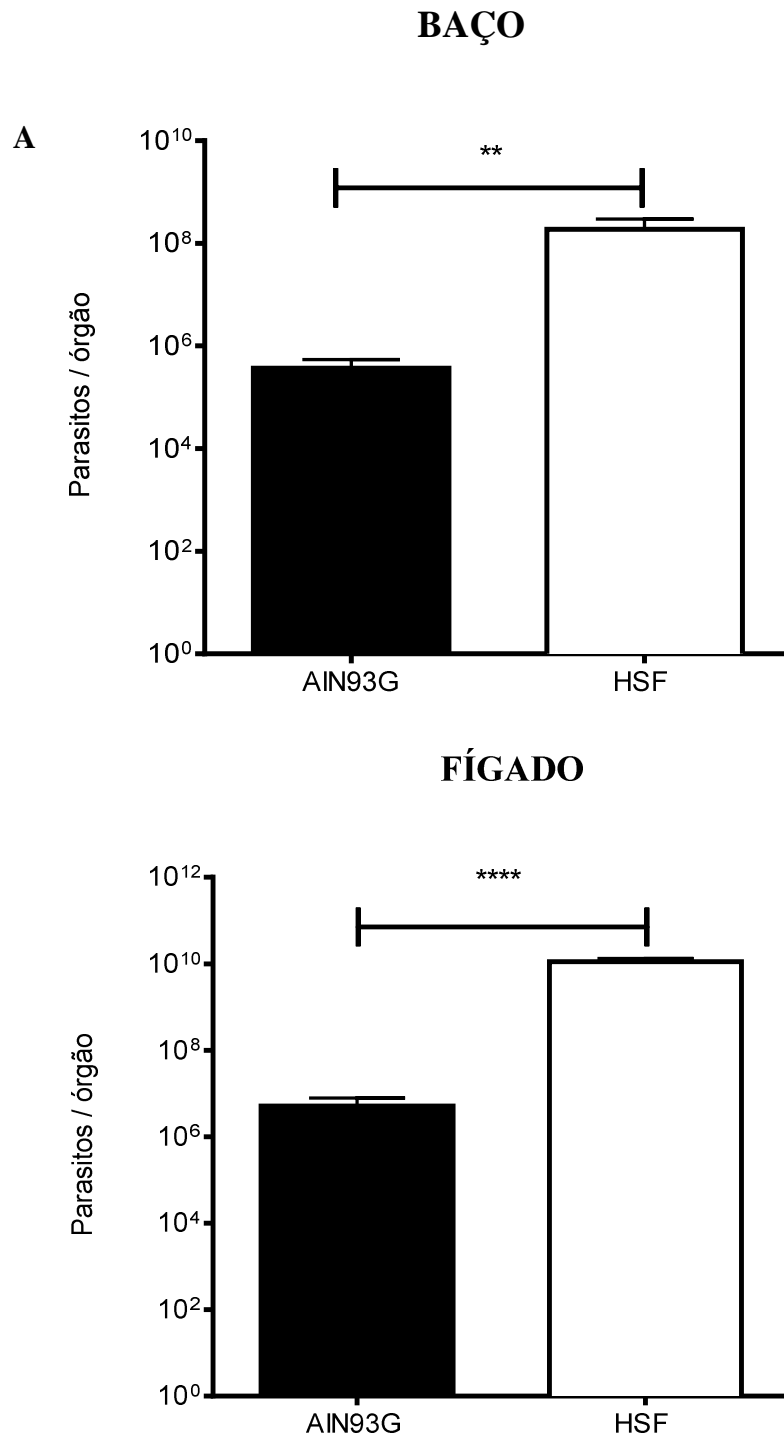 BAÇO
A
**
10¹⁰
10⁸
10⁶
10⁴
10²
10⁰
Parasitos / órgão
AIN93G HSF
FÍGADO
****
10¹²
10¹⁰
10⁸
10⁶
10⁴
10²
10⁰
Parasitos / órgão
AIN93G HSF